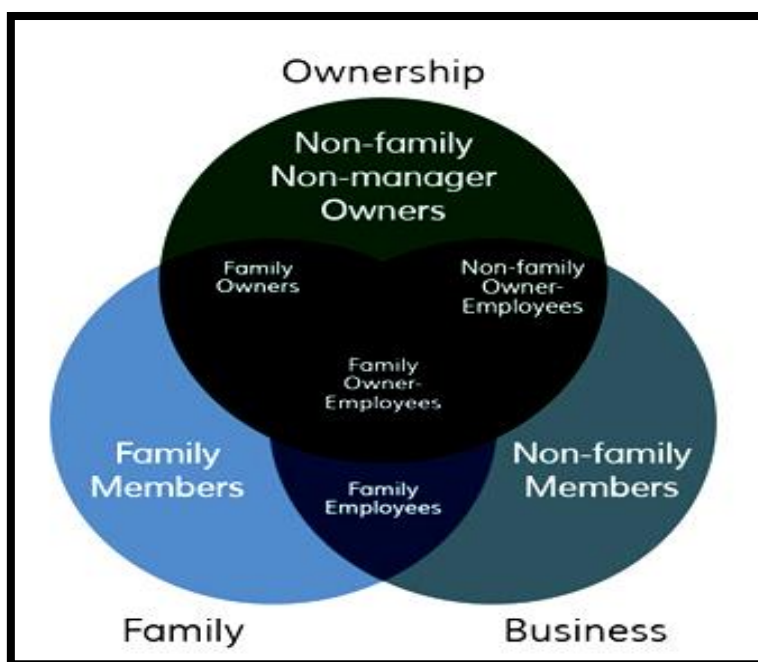 Ownership
Non-family
Non-manager
Owners
Family
Owners
Non-family
Owner-
Employees
Family
Owner-
Employees
Family
Members
Non-family
Members
Family
Employees
Family
Business